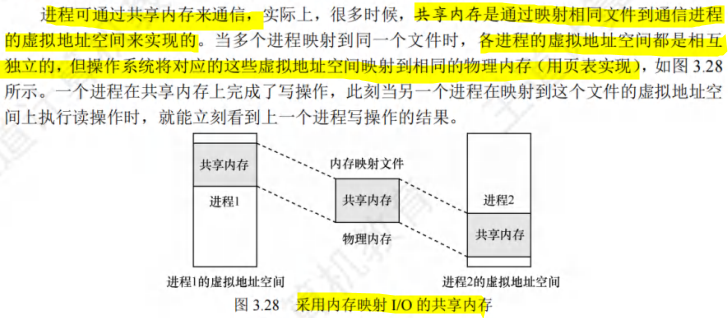 进程可通过共享内存来通信，实际上，很多时候，共享内存是通过映射相同文件到通信进程
的虚拟地址空间来实现的。当多个进程映射到同一个文件时，各进程的虚拟地址空间都是相互
独立的，但操作系统将对应的这些虚拟地址空间映射到相同的物理内存（用页表实现），如图 3.28
所示。一个进程在共享内存上完成了写操作，此刻当另一个进程在映射到这个文件的虚拟地址空
间上执行读操作时，就能立刻看到上一个进程写操作的结果。
共享内存
进程1
进程1的虚拟地址空间
内存映射文件
共享内存
物理内存
进程2
共享内存
进程2的虚拟地址空间
图 3.28 采用内存映射 I/O 的共享内存